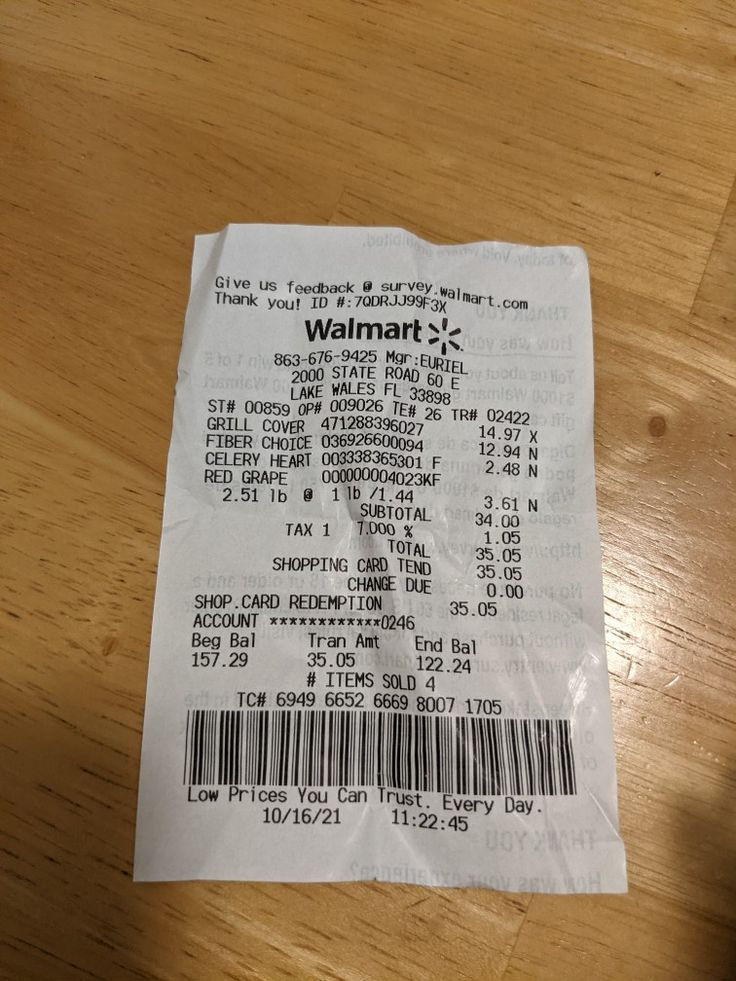 Give us feedback @ survey.walmart.com
Thank you! ID #:7QDRJJ99F3X
Walmart
863-676-9425 Mgr:EURIEL
2000 STATE ROAD 60 E
LAKE WALES FL 33898
ST# 00859 OP# 009026 TE# 26 TR# 02422
GRILL COVER 471288396027 14.97 X
FIBER CHOICE 036926600094 12.94 N
CELERY HEART 003338365301 F 2.48 N
RED GRAPE 000000004023KF
2.51 lb @ 1 lb /1.44 3.61 N
SUBTOTAL 34.00
TAX 1 7.000 % 1.05
TOTAL 35.05
SHOPPING CARD TEND 35.05
CHANGE DUE 0.00
SHOP.CARD REDEMPTION 35.05
ACCOUNT ************0246
Beg Bal Tran Amt End Bal
157.29 35.05 122.24
# ITEMS SOLD 4
TC# 6949 6652 6669 8007 1705
Low Prices You Can Trust. Every Day.
10/16/21 11:22:45